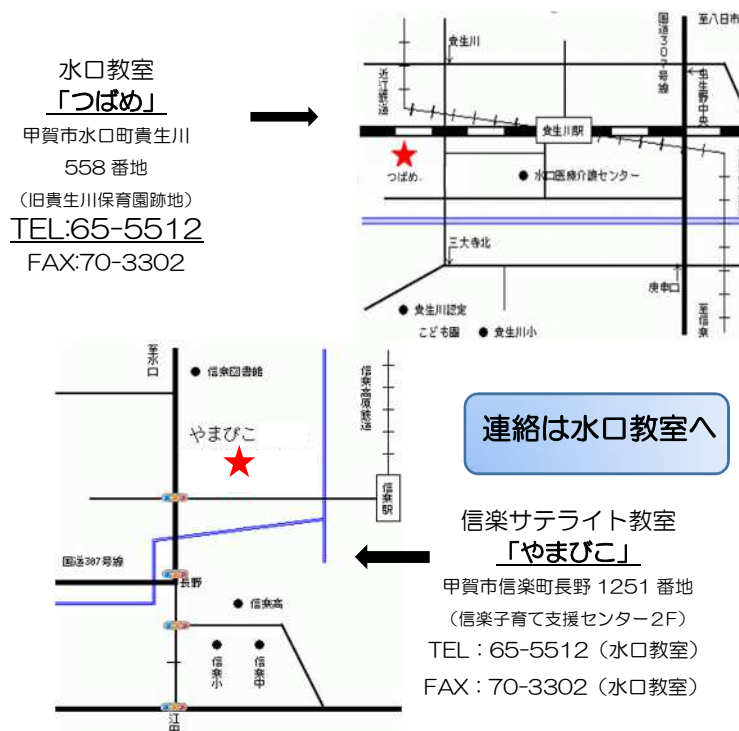 水口教室
「つばめ」
甲賀市水口町貴生川
558 番地
（旧貴生川保育園跡地）
TEL:65-5512
FAX:70-3302
国道307号線
至八日市
貴生川
近江鉄道
虫生野中央
貴生川駅
つばめ
水口医療介護センター
三大寺北
庚申口
貴生川認定
こども園
貴生川小
至信楽
至水口
信楽図書館
信楽高原鉄道
やまびこ
信楽駅
国道307号線
長野
信楽高
信楽小
信楽中
江田
連絡は水口教室へ
信楽サテライト教室
「やまびこ」
甲賀市信楽町長野 1251 番地
（信楽子育て支援センター２F）
TEL：65-5512（水口教室）
FAX：70-3302（水口教室）